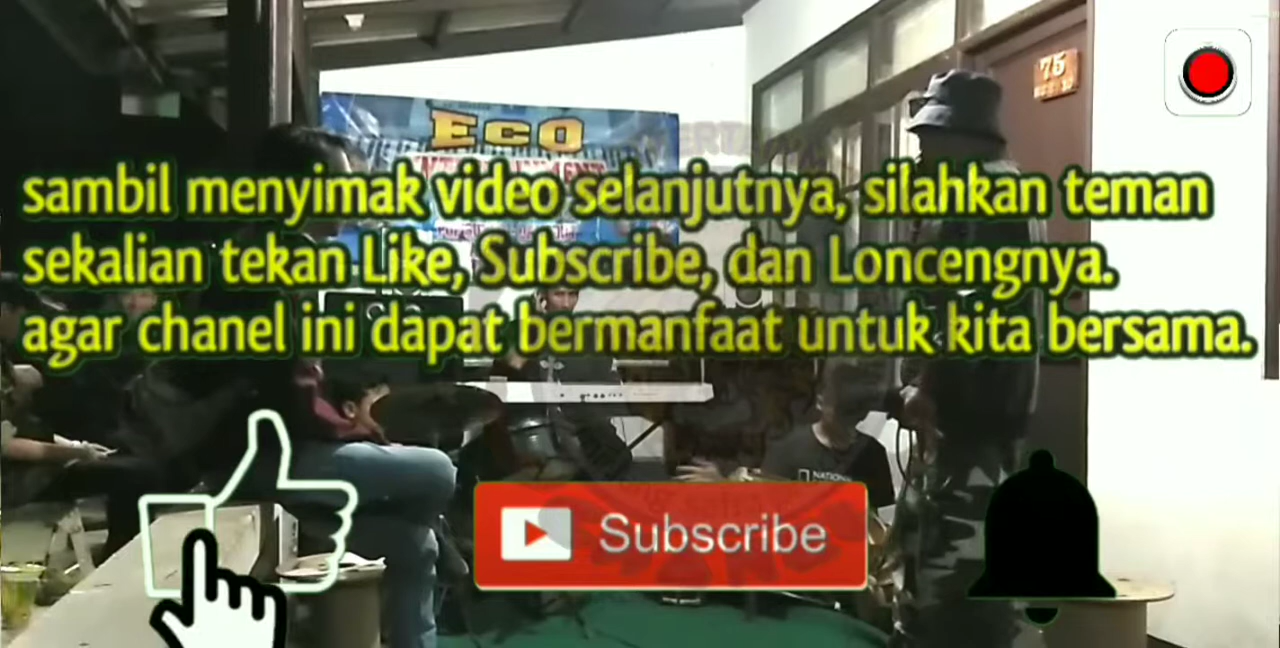 ECO
75
sambil menyimak video selanjutnya, silahkan teman
sekalian tekan Like, Subscribe, dan Loncengnya.
agar chanel ini dapat bermanfaat untuk kita bersama.
NATIONAL
Subscribe